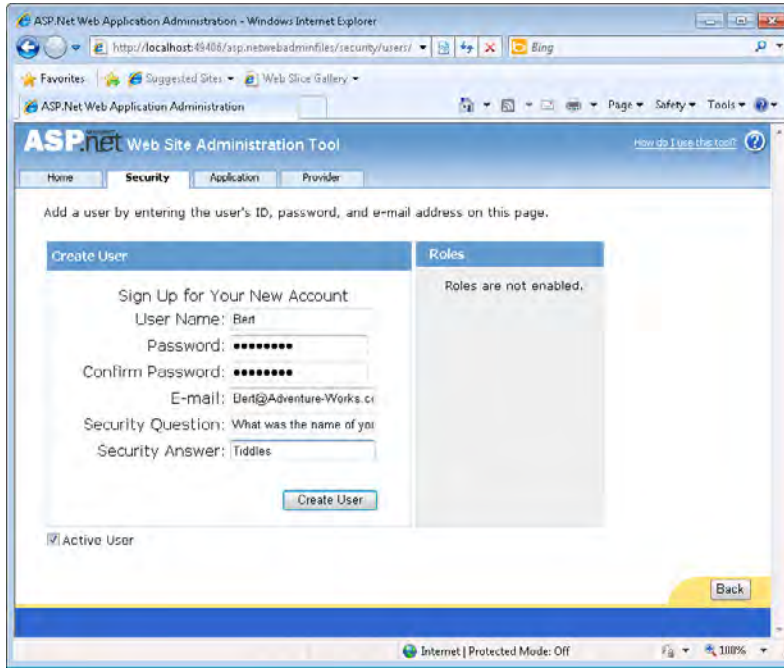 ASP.Net Web Application Administration - Windows Internet Explorer
http://localhost:49406/asp.netwebadminfiles/security/users/ Bing
Favorites Suggested Sites Web Slice Gallery
ASP.Net Web Application Administration Page Safety Tools
ASP.net Web Site Administration Tool How do I use this tool? ?
Home Security Application Provider
Add a user by entering the user's ID, password, and e-mail address on this page.
Create User Roles
Roles are not enabled.
Sign Up for Your New Account
User Name: Bert
Password: ●●●●●●●●
Confirm Password: ●●●●●●●●
E-mail: Bert@Adventure-Works.c
Security Question: What was the name of you
Security Answer: Tiddles
Create User
Active User
Back
Internet | Protected Mode: Off 100%